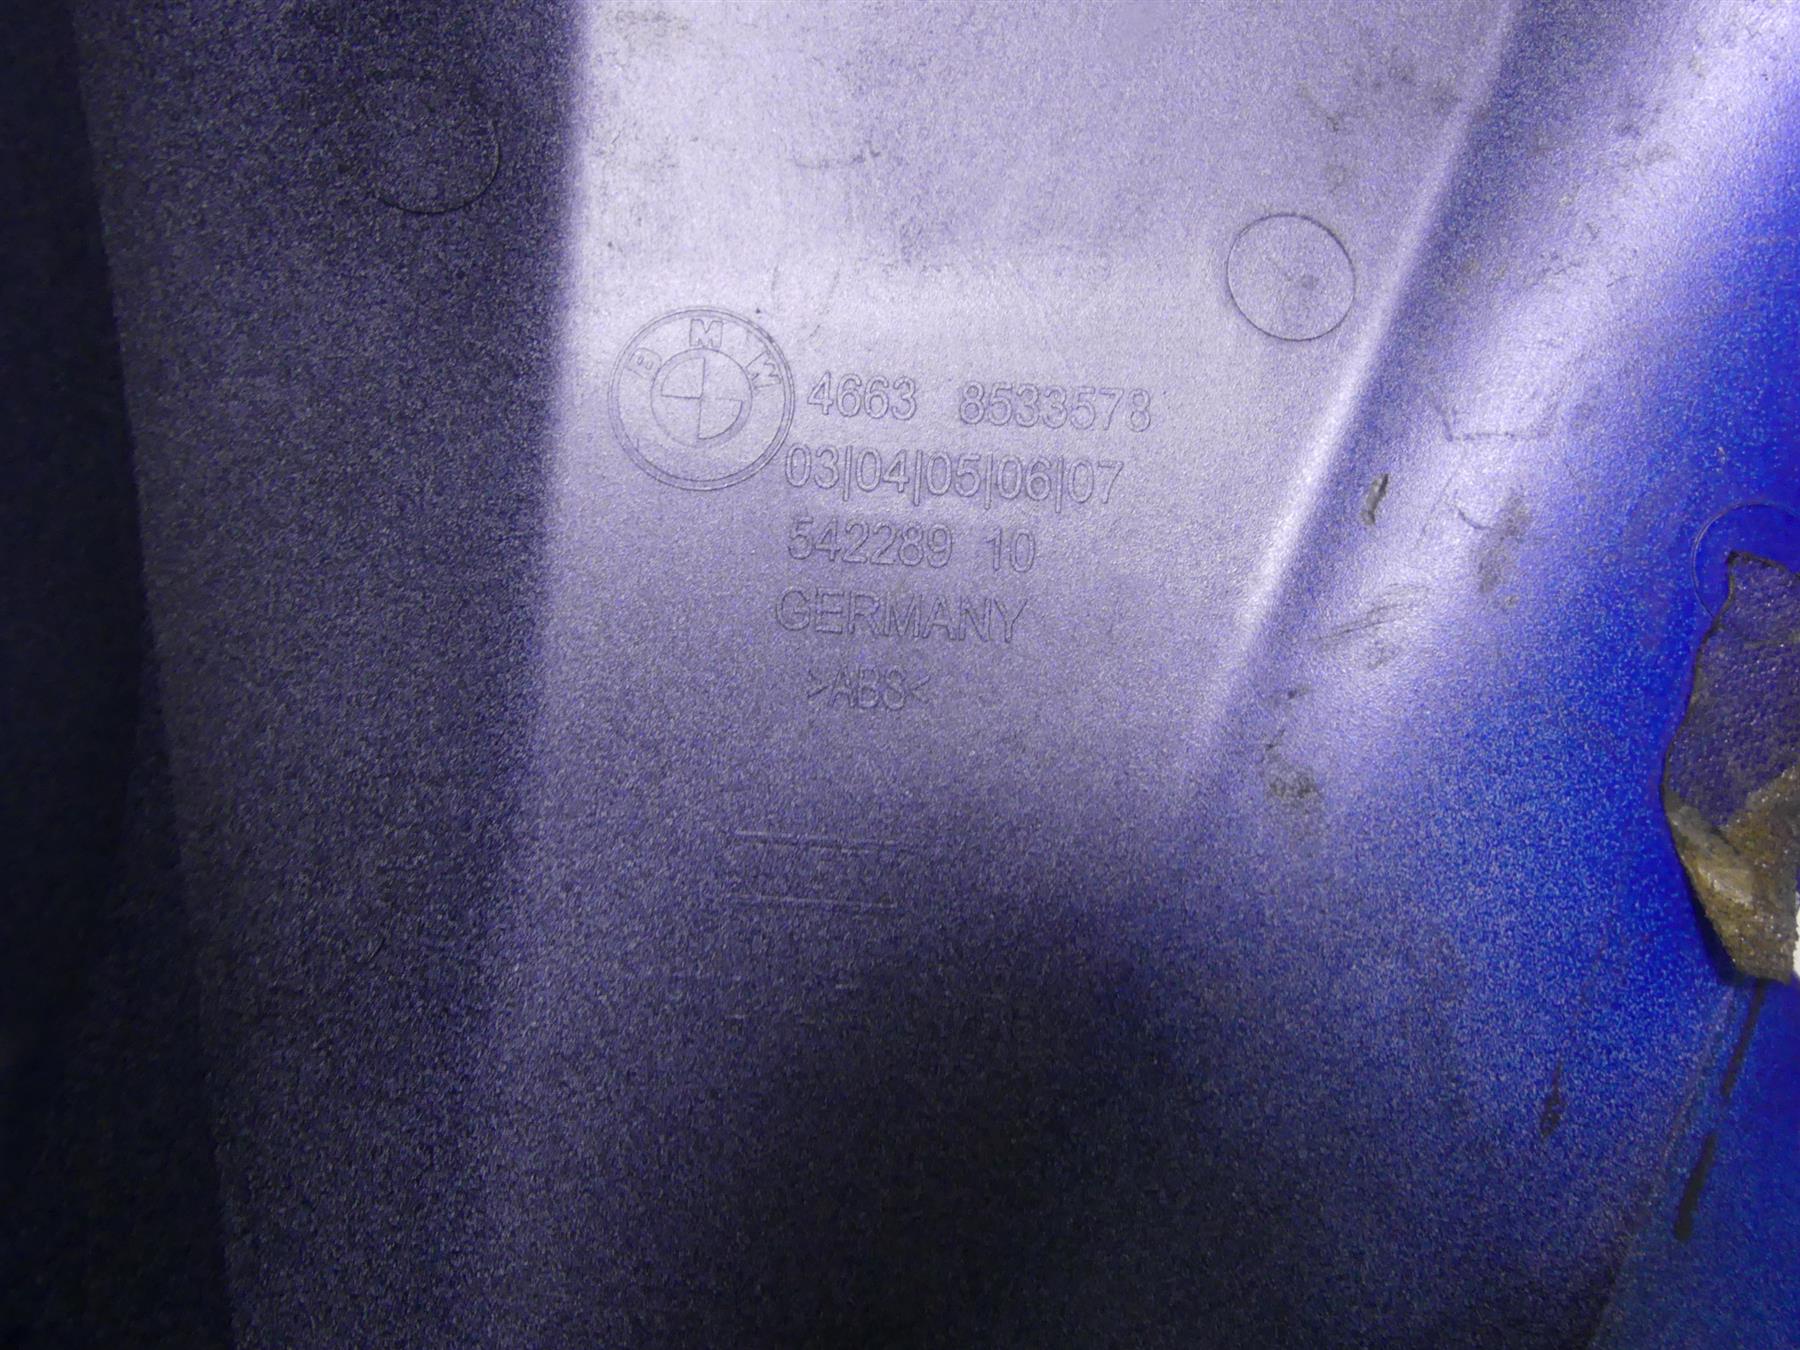 BMW
4663 8533578
03|04|05|06|07
542289 10
GERMANY
>ABS<